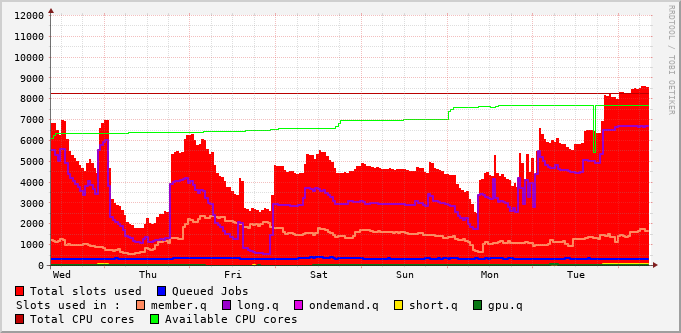 RRDTOOL / TOBI OETIKER
12000
11000
10000
9000
8000
7000
6000
5000
4000
3000
2000
1000
0
Wed Thu Fri Sat Sun Mon Tue
Total slots used Queued Jobs
Slots used in : member.q long.q ondemand.q short.q gpu.q
Total CPU cores Available CPU cores